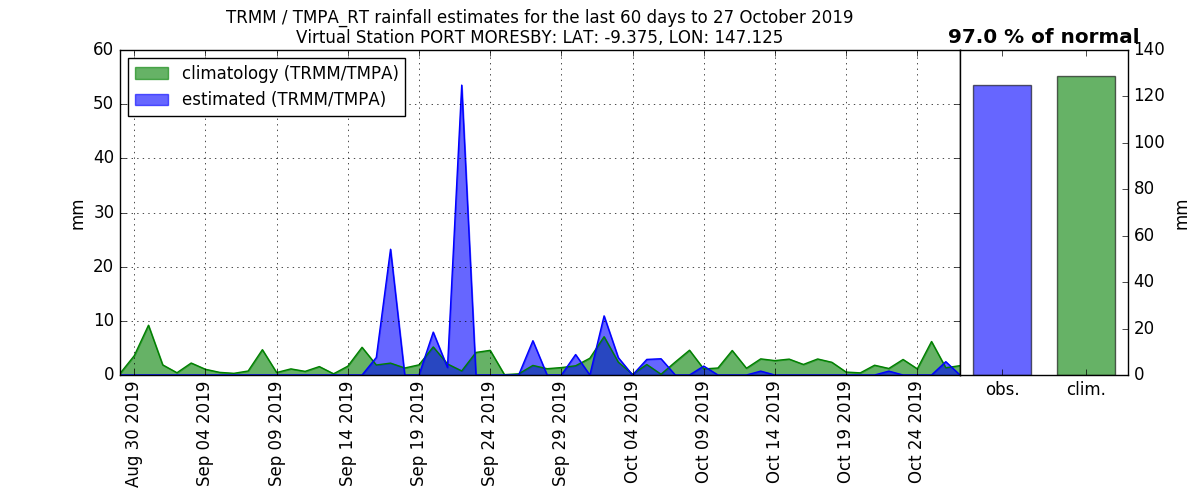 TRMM / TMPA_RT rainfall estimates for the last 60 days to 27 October 2019
Virtual Station PORT MORESBY: LAT: -9.375, LON: 147.125
97.0 % of normal
climatology (TRMM/TMPA)
estimated (TRMM/TMPA)
mm
60
50
40
30
20
10
0
Aug 30 2019
Sep 04 2019
Sep 09 2019
Sep 14 2019
Sep 19 2019
Sep 24 2019
Sep 29 2019
Oct 04 2019
Oct 09 2019
Oct 14 2019
Oct 19 2019
Oct 24 2019
obs.
clim.
140
120
100
80
60
40
20
0
mm